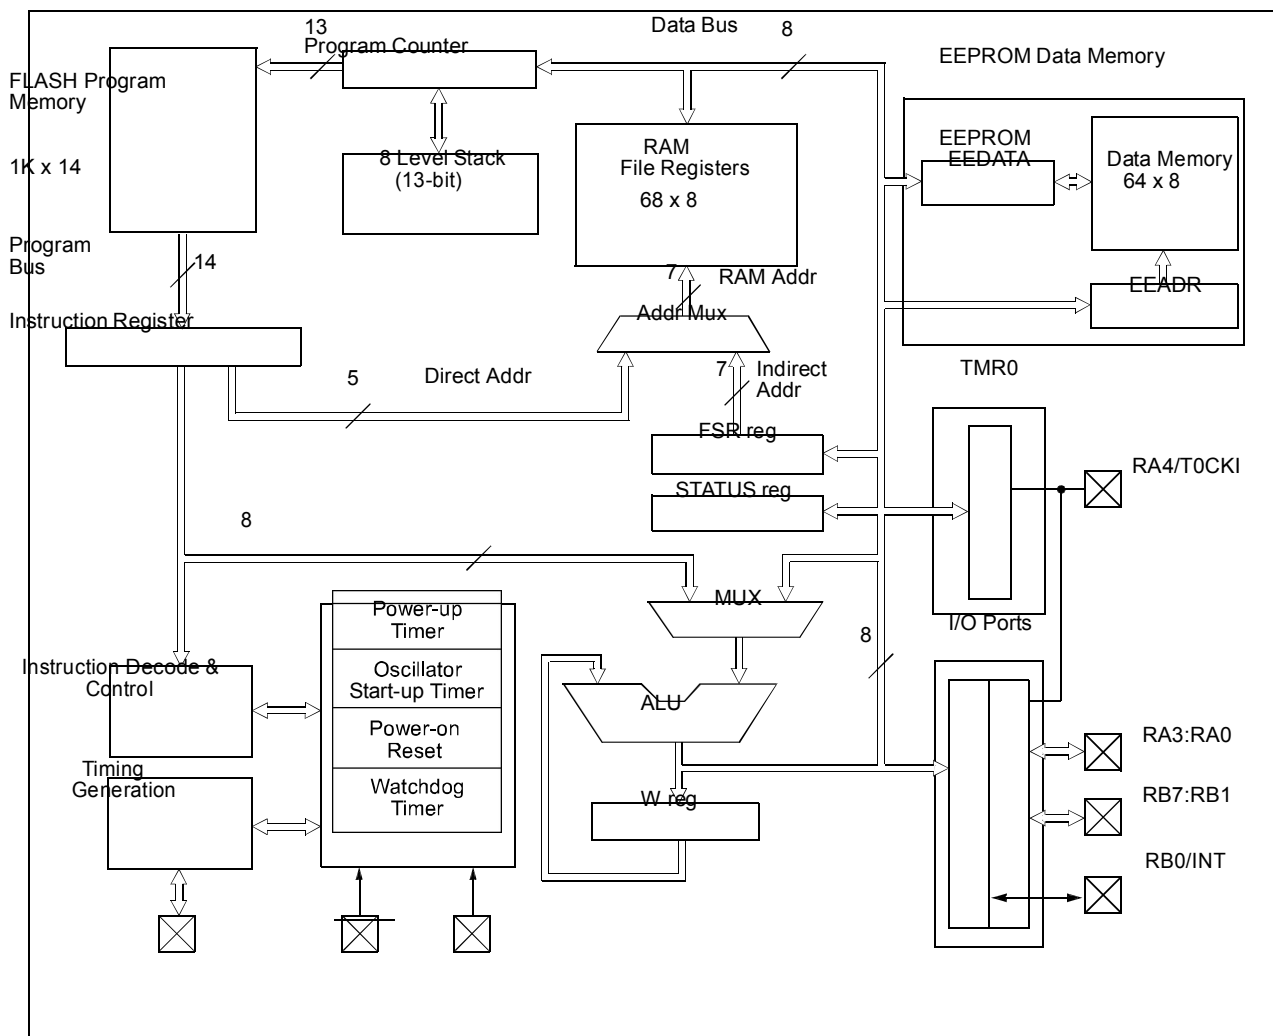 13
Program Counter
Data Bus
8
EEPROM Data Memory
FLASH Program
Memory
1K x 14
8 Level Stack
(13-bit)
RAM
File Registers
68 x 8
EEPROM
EEDATA
Data Memory
64 x 8
Program
Bus
14
7
RAM Addr
EEADR
Instruction Register
Addr Mux
5
Direct Addr
7
Indirect
Addr
TMR0
FSR reg
STATUS reg
RA4/T0CKI
8
MUX
Power-up
Timer
I/O Ports
8
Instruction Decode &
Control
Oscillator
Start-up Timer
ALU
Power-on
Reset
RA3:RA0
Timing
Generation
Watchdog
Timer
W reg
RB7:RB1
RB0/INT